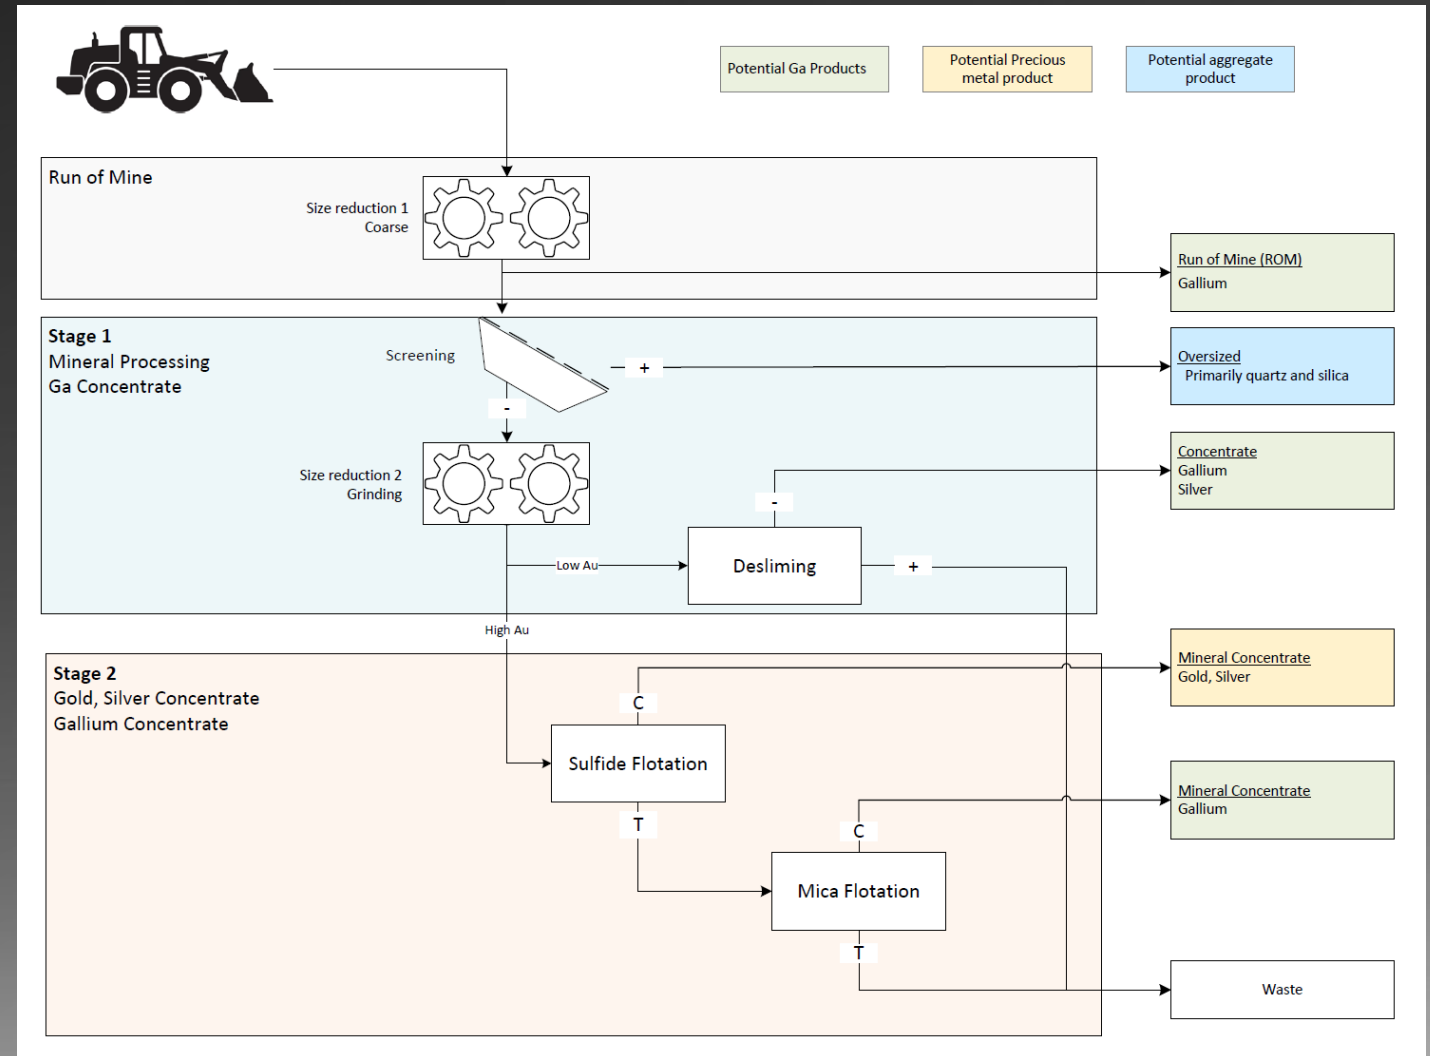 Potential Ga Products
Potential Precious
metal product
Potential aggregate
product
Run of Mine
Size reduction 1
Coarse
Run of Mine (ROM)
Gallium
Stage 1
Mineral Processing
Ga Concentrate
Screening
+
Oversized
Primarily quartz and silica
-
Size reduction 2
Grinding
Concentrate
Gallium
Silver
-
Low Au
Desliming
+
High Au
Stage 2
Gold, Silver Concentrate
Gallium Concentrate
Mineral Concentrate
Gold, Silver
C
Sulfide Flotation
T
Mineral Concentrate
Gallium
C
Mica Flotation
T
Waste